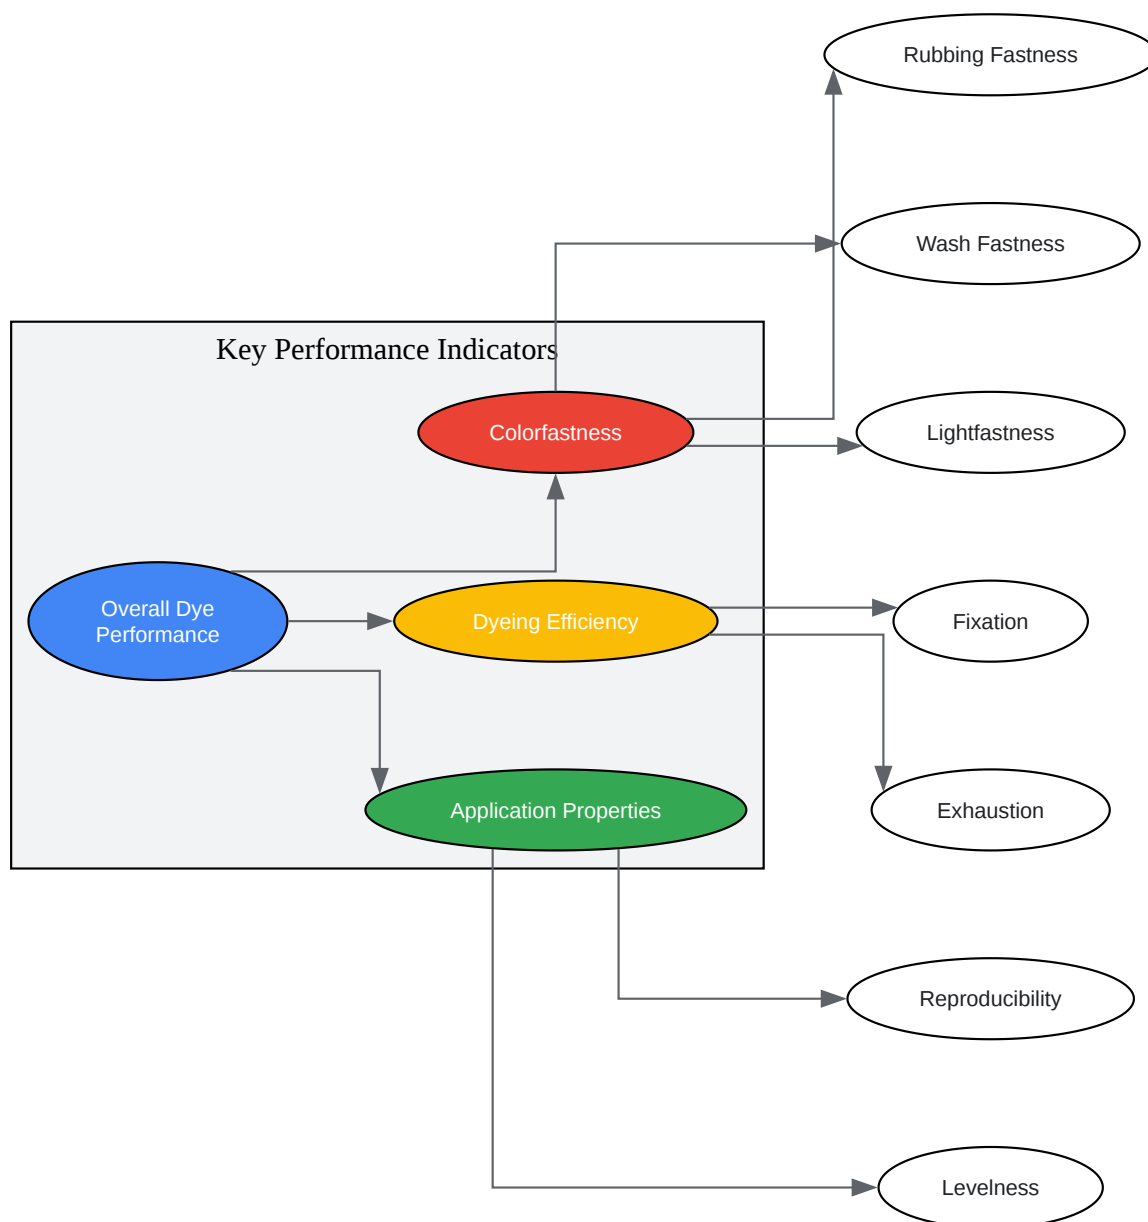 Rubbing Fastness
Wash Fastness
Key Performance Indicators
Colorfastness
Lightfastness
Overall Dye
Performance
Dyeing Efficiency
Fixation
Application Properties
Exhaustion
Reproducibility
Levelness